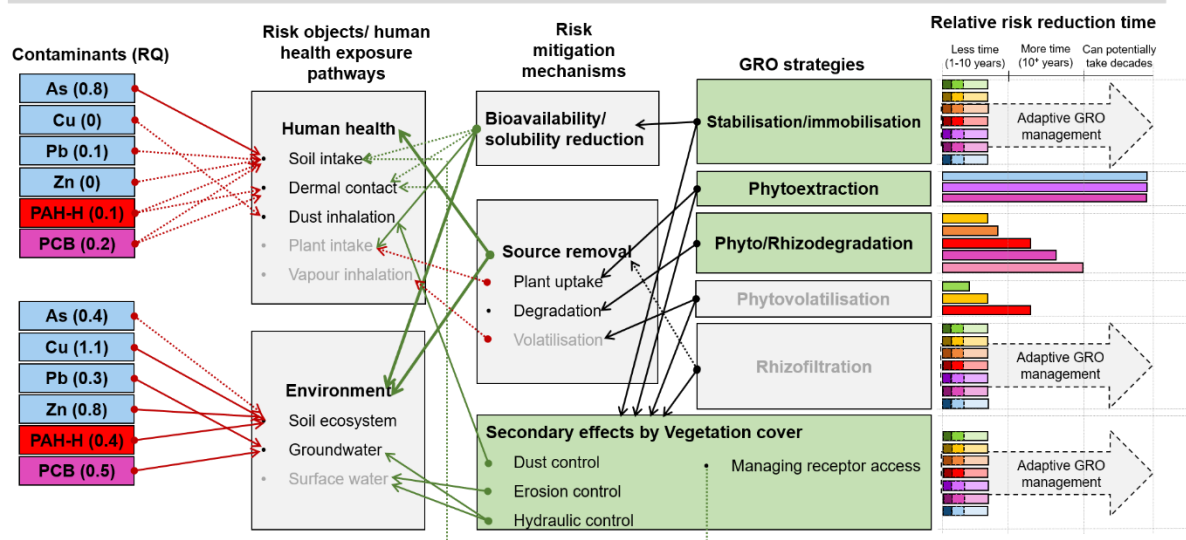 Relative risk reduction time
Less time
(1-10 years)
More time
(10⁺ years)
Can potentially
take decades
Contaminants (RQ)
Risk objects/ human
health exposure
pathways
Risk
mitigation
mechanisms
GRO strategies
As (0.8)
Cu (0)
Pb (0.1)
Zn (0)
PAH-H (0.1)
PCB (0.2)
Human health
Soil intake
Dermal contact
Dust inhalation
Plant intake
Vapour inhalation
Bioavailability/
solubility reduction
Stabilisation/immobilisation
Adaptive GRO
management
Phytoextraction
Source removal
Plant uptake
Degradation
Volatilisation
Phyto/Rhizodegradation
Phytovolatilisation
Rhizofiltration
Adaptive GRO
management
As (0.4)
Cu (1.1)
Pb (0.3)
Zn (0.8)
PAH-H (0.4)
PCB (0.5)
Environment
Soil ecosystem
Groundwater
Surface water
Secondary effects by Vegetation cover
Dust control
Erosion control
Hydraulic control
Managing receptor access
Adaptive GRO
management